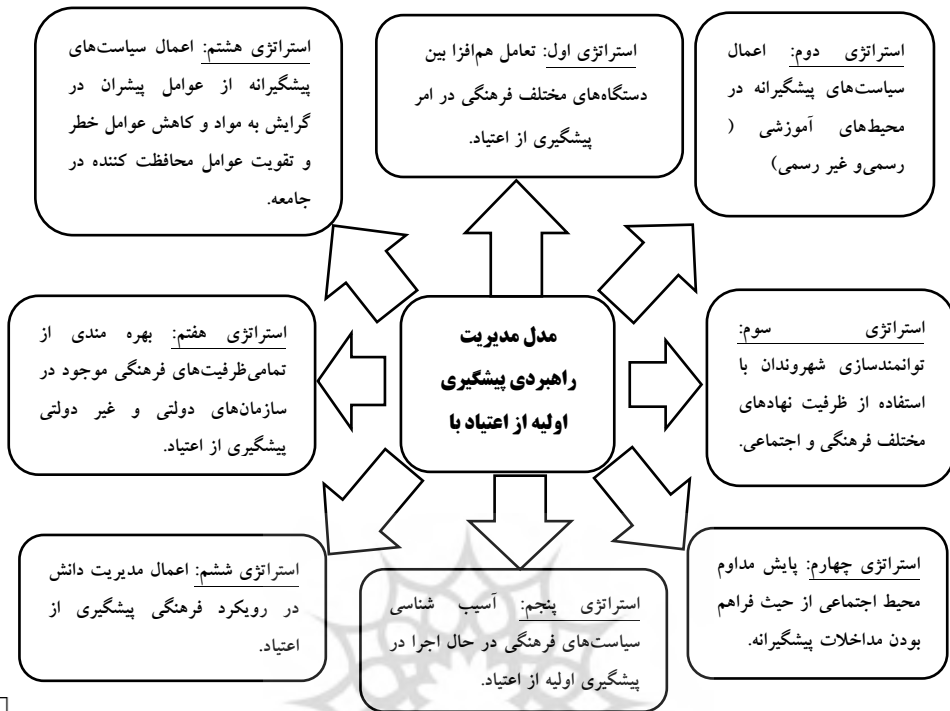 مدل مدیریت
راهبردی پیشگیری
اولیه از اعتیاد با
استراتژی اول: تعامل هم‌افزا بین
دستگاه‌های مختلف فرهنگی در امر
پیشگیری از اعتیاد.
استراتژی دوم: اعمال
سیاست‌های پیشگیرانه در
محیط‌های آموزشی (
رسمی‌و غیر رسمی)
استراتژی سوم:
توانمندسازی شهروندان با
استفاده از ظرفیت نهادهای
مختلف فرهنگی و اجتماعی.
استراتژی چهارم: پایش مداوم
محیط اجتماعی از حیث فراهم
بودن مداخلات پیشگیرانه.
استراتژی پنجم: آسیب شناسی
سیاست‌های فرهنگی در حال اجرا در
پیشگیری اولیه از اعتیاد.
استراتژی ششم: اعمال مدیریت دانش
در رویکرد فرهنگی پیشگیری از
اعتیاد.
استراتژی هفتم: بهره مندی از
تمامی‌ظرفیت‌های فرهنگی موجود در
سازمان‌های دولتی و غیر دولتی
پیشگیری از اعتیاد.
استراتژی هشتم: اعمال سیاست‌های
پیشگیرانه از عوامل پیشران در
گرایش به مواد و کاهش عوامل خطر
و تقویت عوامل محافظت کننده در
جامعه.